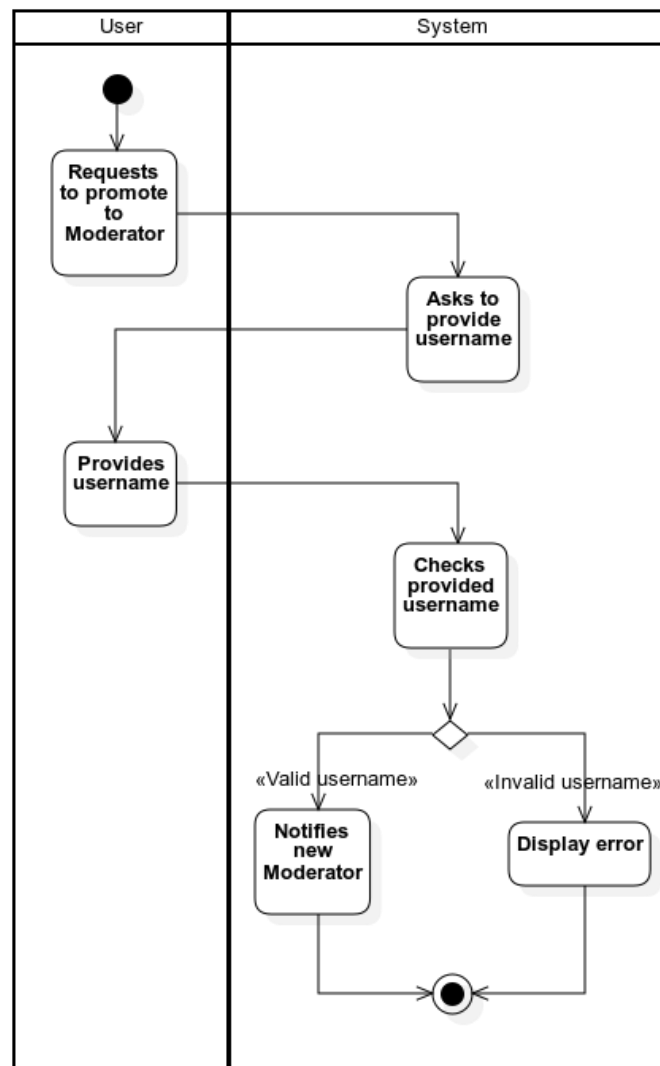 User
System
Requests
to promote
to
Moderator
Asks to
provide
username
Provides
username
Checks
provided
username
«Valid username»
«Invalid username»
Notifies
new
Moderator
Display error